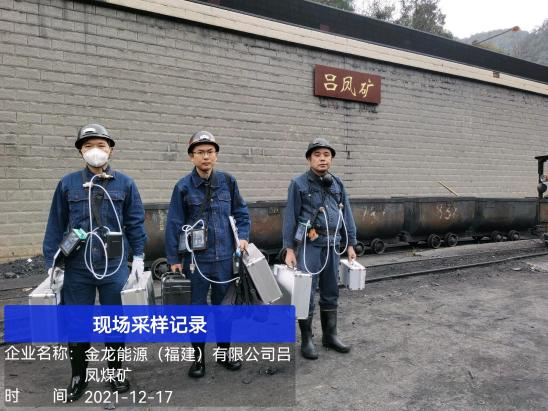 吕凤矿
现场采样记录
企业名称：金龙能源（福建）有限公司吕
凤煤矿
时 间：2021-12-17